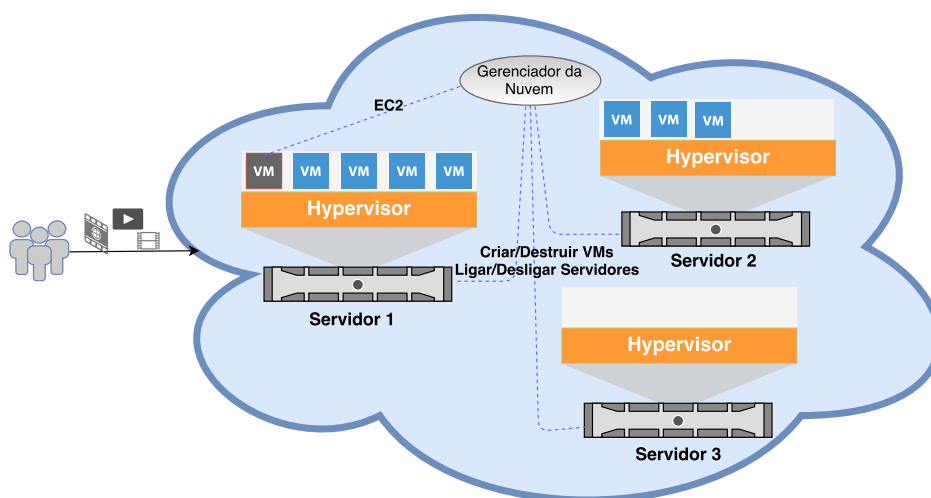 Gerenciador da
Nuvem
EC2
VM VM VM
Hypervisor
VM VM VM VM VM
Hypervisor
Criar/Destruir VMs
Ligar/Desligar Servidores
Servidor 2
Servidor 1
Hypervisor
Servidor 3